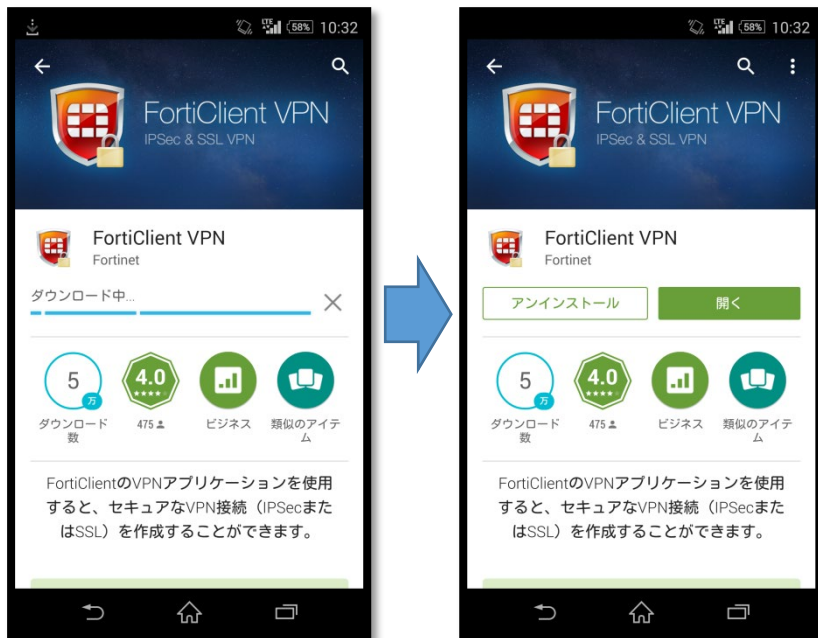 LTE 58% 10:32
FortiClient VPN
IPSec & SSL VPN
FortiClient VPN
Fortinet
ダウンロード中...
5
万
4.0
ダウンロード
数
475
ビジネス
類似のアイテ
ム
FortiClientのVPNアプリケーションを使用
すると、セキュアなVPN接続（IPSecまた
はSSL）を作成することができます。
LTE 58% 10:32
FortiClient VPN
IPSec & SSL VPN
FortiClient VPN
Fortinet
アンインストール
開く
5
万
4.0
ダウンロード
数
475
ビジネス
類似のアイテ
ム
FortiClientのVPNアプリケーションを使用
すると、セキュアなVPN接続（IPSecまた
はSSL）を作成することができます。